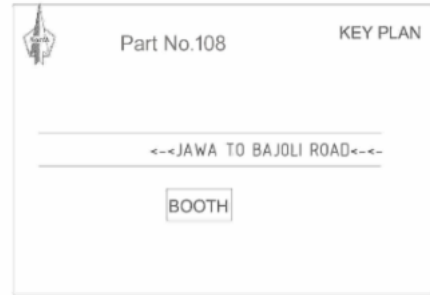 Part No.108
KEY PLAN
<-<JAWA TO BAJOLI ROAD<-<-
BOOTH